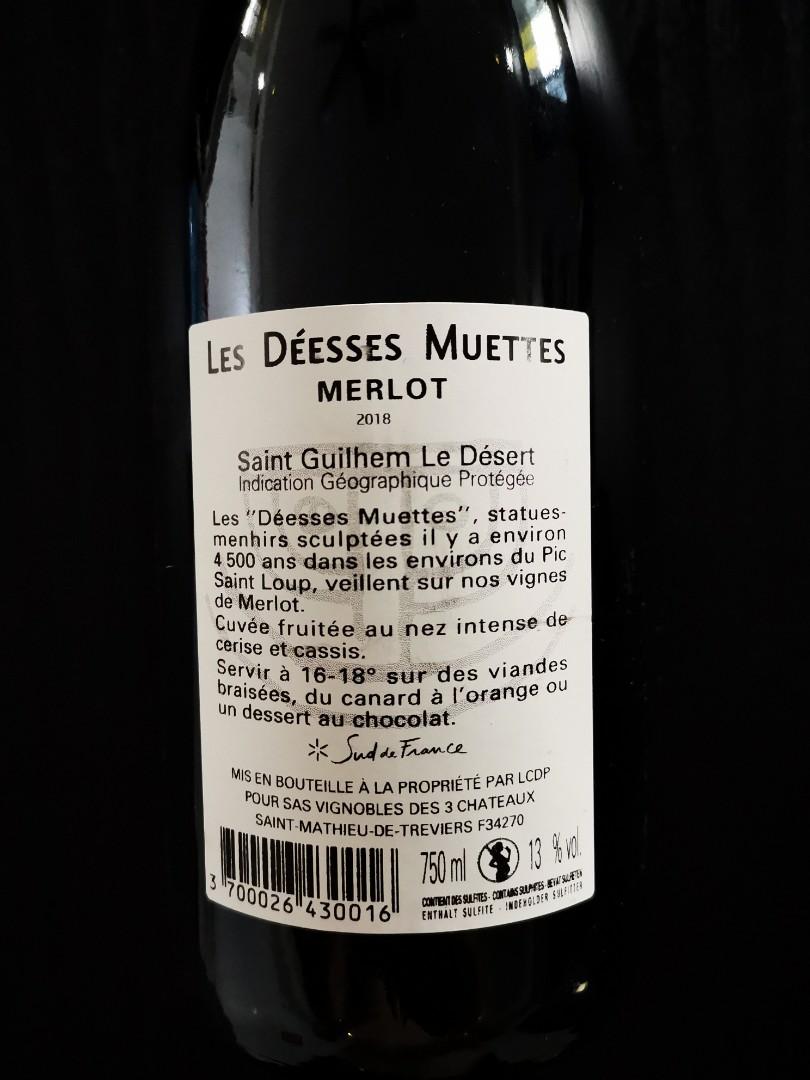 LES DÉESSES MUETTES
MERLOT
2018
Saint Guilhem Le Désert
Indication Géographique Protégée
Les "Déesses Muettes", statues-
menhirs sculptées il y a environ
4 500 ans dans les environs du Pic
Saint Loup, veillent sur nos vignes
de Merlot.
Cuvée fruitée au nez intense de
cerise et cassis.
Servir à 16-18° sur des viandes
braisées, du canard à l'orange ou
un dessert au chocolat.
Sud de France
MIS EN BOUTEILLE À LA PROPRIÉTÉ PAR LCDP
POUR SAS VIGNOBLES DES 3 CHATEAUX
SAINT-MATHIEU-DE-TREVIERS F34270
750 ml 13 % vol.
3 700026 430016
CONTIENT DES SULFITES - CONTAINS SULPHITES - BEVAT SULFIETEN
ENTHALT SULFITE - INDEHOLDER SULFITTER